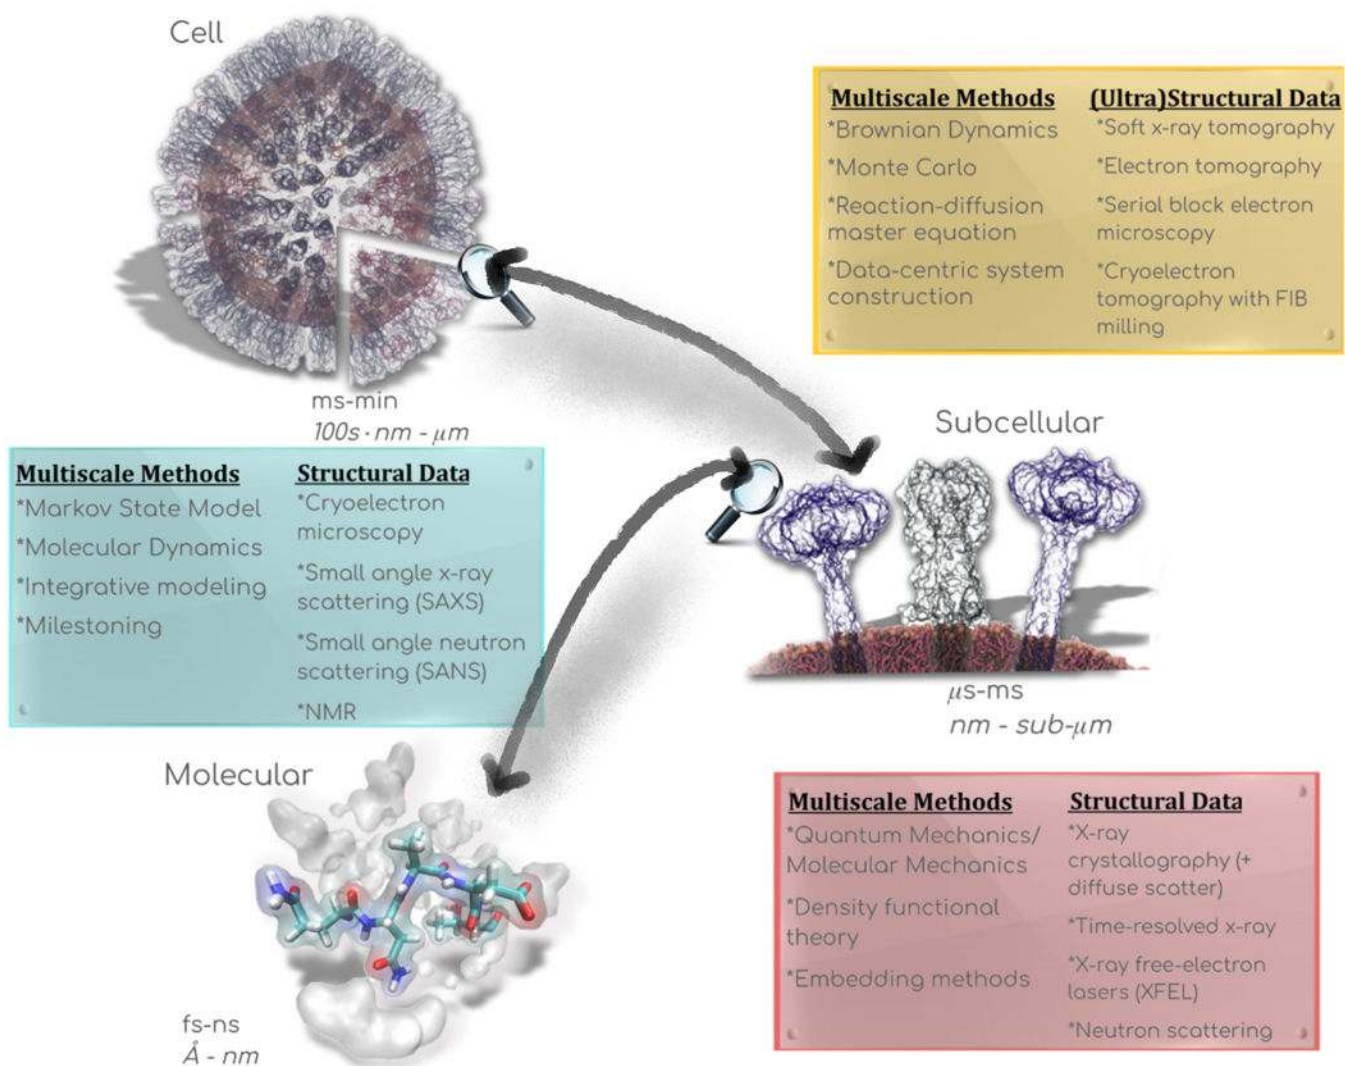 Cell
ms-min
100s·nm - μm
Multiscale Methods
*Brownian Dynamics
*Monte Carlo
*Reaction-diffusion
master equation
*Data-centric system
construction
(Ultra)Structural Data
*Soft x-ray tomography
*Electron tomography
*Serial block electron
microscopy
*Cryoelectron
tomography with FIB
milling
Subcellular
μs-ms
nm - sub-μm
Multiscale Methods
*Markov State Model
*Molecular Dynamics
*Integrative modeling
*Milestoning
Structural Data
*Cryoelectron
microscopy
*Small angle x-ray
scattering (SAXS)
*Small angle neutron
scattering (SANS)
*NMR
Molecular
fs-ns
Å - nm
Multiscale Methods
*Quantum Mechanics/
Molecular Mechanics
*Density functional
theory
*Embedding methods
Structural Data
*X-ray
crystallography (+
diffuse scatter)
*Time-resolved x-ray
*X-ray free-electron
lasers (XFEL)
*Neutron scattering